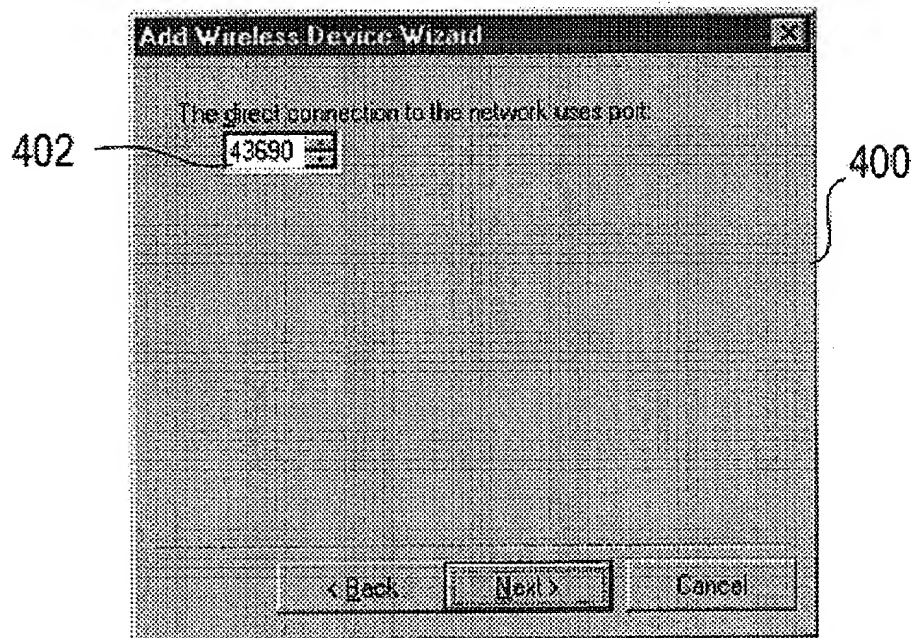 Add Wireless Device Wizard
The direct connection to the network uses port:
402
43690
400
< Back
Next >
Cancel